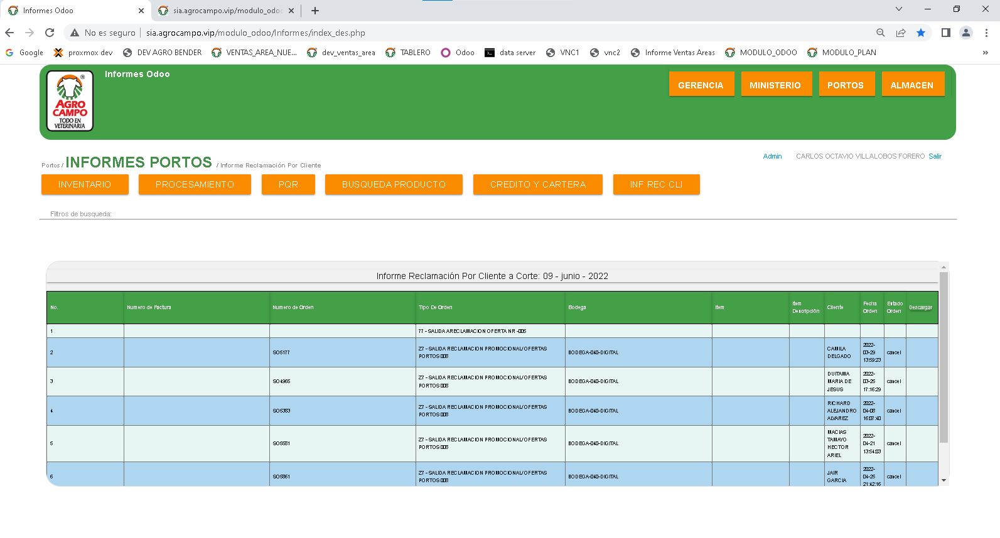 Informes Odoo
sia.agrocampo.vip/modulo_odoo
No es seguro
sia.agrocampo.vip/modulo_odoo/Informes/index_des.php
Google
proxmox dev
DEV AGRO BENDER
VENTAS_AREA_NUE...
dev_ventas_area
TABLERO
Odoo
data server
VNC1
vnc2
Informe Ventas Areas
MODULO_ODOO
MODULO_PLAN
»
AGRO
CAMPO
TODO EN
VETERINARIA
Informes Odoo
GERENCIA
MINISTERIO
PORTOS
ALMACEN
Admin
CARLOS OCTAVIO VILLALOBOS FORERO
Salir
Portos / INFORMES PORTOS / Informe Reclamación Por Cliente
INVENTARIO
PROCESAMIENTO
PQR
BUSQUEDA PRODUCTO
CREDITO Y CARTERA
INF REC CLI
Filtros de busqueda:
Informe Reclamación Por Cliente a Corte: 09 - junio - 2022
No.
Numero de Factura
Numero de Orden
Tipo De Orden
Bodega
Item
Item
Descripción
Cliente
Fecha
Orden
Estado
Orden
Descargar
1
77 - SALIDA ARECLAMACION OFERTA NR -005
2
SO5177
Z7 - SALIDA RECLAMACION PROMOCIONAL/OFERTAS
PORTOS 008
BODEGA-040-DIGITAL
CAMILA
DELGADO
2022-
03-29
13:59:23
cancel
3
SO4965
Z7 - SALIDA RECLAMACION PROMOCIONAL/OFERTAS
PORTOS 008
BODEGA-040-DIGITAL
DUITAMA
MARIA DE
JESUS
2022-
03-25
17:16:29
cancel
4
SO5383
Z7 - SALIDA RECLAMACION PROMOCIONAL/OFERTAS
PORTOS 008
BODEGA-040-DIGITAL
RICHARD
ALEJANDRO
ALVAREZ
2022-
04-08
16:07:40
cancel
5
SO5581
Z7 - SALIDA RECLAMACION PROMOCIONAL/OFERTAS
PORTOS 008
BODEGA-040-DIGITAL
MACIAS
TAMAYO
HECTOR
ARIEL
2022-
04-21
13:54:03
cancel
6
SO5861
Z7 - SALIDA RECLAMACION PROMOCIONAL/OFERTAS
PORTOS 008
BODEGA-040-DIGITAL
JAIR
GARCIA
2022-
04-25
21:42:16
cancel